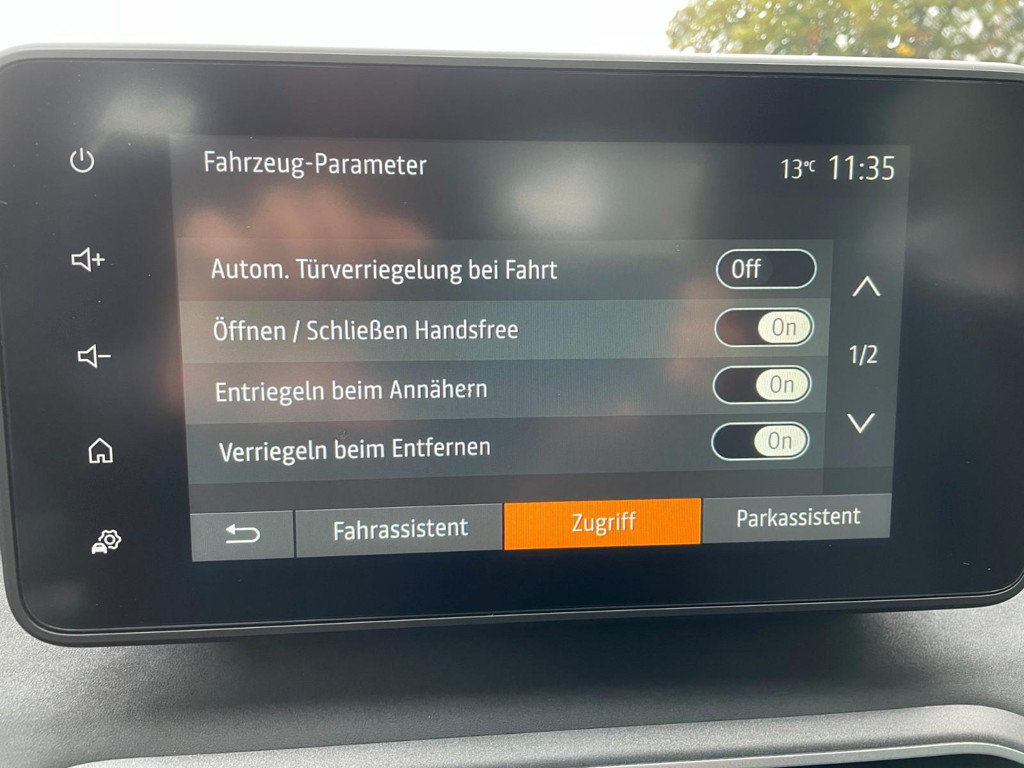 Fahrzeug-Parameter 13°C 11:35
Autom. Türverriegelung bei Fahrt Off
Öffnen / Schließen Handsfree On
Entriegeln beim Annähern On
1/2
Verriegeln beim Entfernen On
Fahrassistent Zugriff Parkassistent